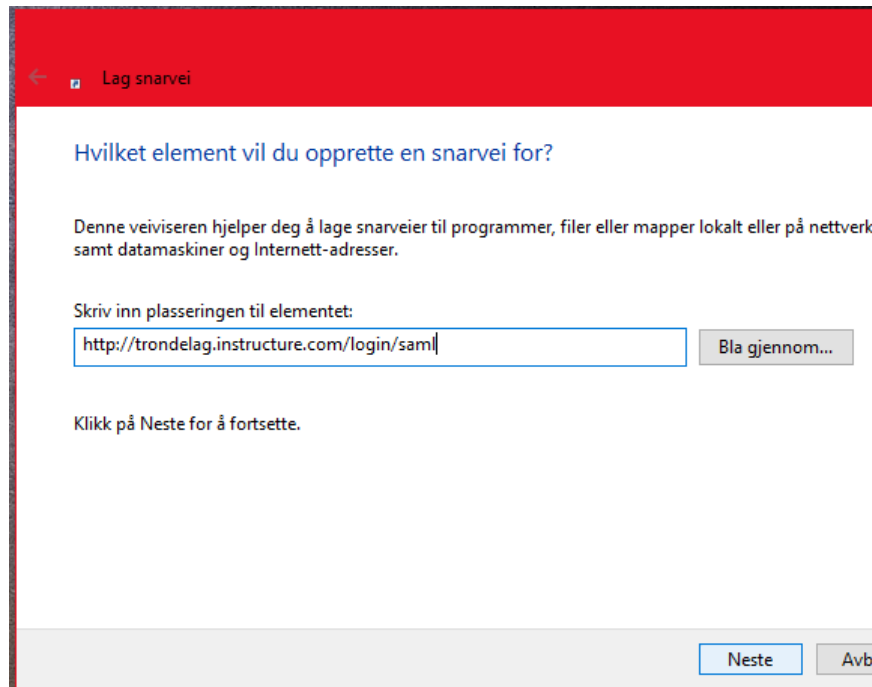 Lag snarvei
Hvilket element vil du opprette en snarvei for?
Denne veiviseren hjelper deg å lage snarveier til programmer, filer eller mapper lokalt eller på nettverk
samt datamaskiner og Internett-adresser.
Skriv inn plasseringen til elementet:
http://trondelag.instructure.com/login/saml
Bla gjennom...
Klikk på Neste for å fortsette.
Neste
Avb